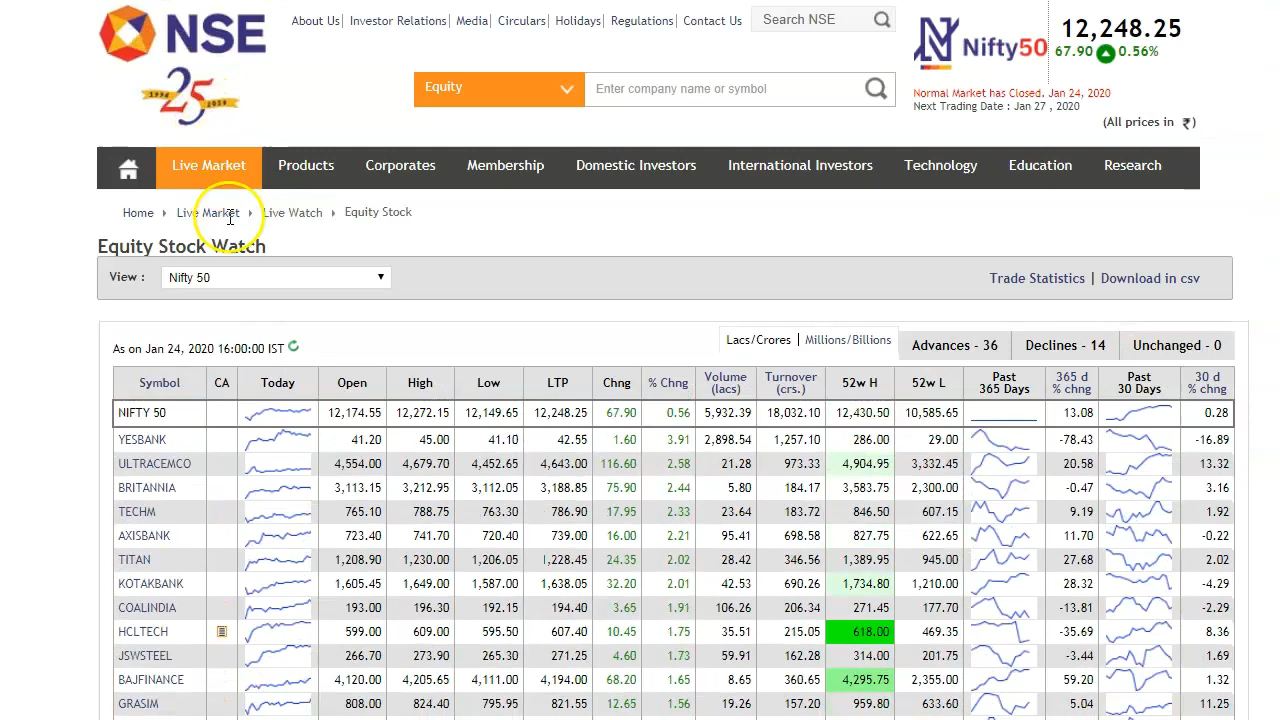 NSE
1994 25 2019
About Us | Investor Relations | Media | Circulars | Holidays | Regulations | Contact Us
Search NSE
Equity
Enter company name or symbol
Nifty50
12,248.25
67.90 0.56%
Normal Market has Closed. Jan 24, 2020
Next Trading Date : Jan 27 , 2020
(All prices in ₹)
Live Market Products Corporates Membership Domestic Investors International Investors Technology Education Research
Home Live Market Live Watch Equity Stock
Equity Stock Watch
View : Nifty 50
Trade Statistics | Download in csv
As on Jan 24, 2020 16:00:00 IST
Lacs/Crores | Millions/Billions
Advances - 36 Declines - 14 Unchanged - 0
Symbol CA Today Open High Low LTP Chng % Chng Volume (lacs) Turnover (crs.) 52w H 52w L Past 365 Days 365 d % chng Past 30 Days 30 d % chng
NIFTY 50 12,174.55 12,272.15 12,149.65 12,248.25 67.90 0.56 5,932.39 18,032.10 12,430.50 10,585.65 13.08 0.28
YESBANK 41.20 45.00 41.10 42.55 1.60 3.91 2,898.54 1,257.10 286.00 29.00 -78.43 -16.89
ULTRACEMCO 4,554.00 4,679.70 4,452.65 4,643.00 116.60 2.58 21.28 973.33 4,904.95 3,332.45 20.58 13.32
BRITANNIA 3,113.15 3,212.95 3,112.05 3,188.85 75.90 2.44 5.80 184.17 3,583.75 2,300.00 -0.47 3.16
TECHM 765.10 788.75 763.30 786.90 17.95 2.33 23.64 183.72 846.50 607.15 9.19 1.92
AXISBANK 723.40 741.70 720.40 739.00 16.00 2.21 95.41 698.58 827.75 622.65 11.70 -0.22
TITAN 1,208.90 1,230.00 1,206.05 1,228.45 24.35 2.02 28.42 346.56 1,389.95 945.00 27.68 2.02
KOTAKBANK 1,605.45 1,649.00 1,587.00 1,638.05 32.20 2.01 42.53 690.26 1,734.80 1,210.00 28.32 -4.29
COALINDIA 193.00 196.30 192.15 194.40 3.65 1.91 106.26 206.34 271.45 177.70 -13.81 -2.29
HCLTECH 599.00 609.00 595.50 607.40 10.45 1.75 35.51 215.05 618.00 469.35 -35.69 8.36
JSWSTEEL 266.70 273.90 265.30 271.25 4.60 1.73 59.91 162.28 314.00 201.75 -3.44 1.69
BAJFINANCE 4,120.00 4,205.65 4,111.00 4,194.00 68.20 1.65 8.65 360.65 4,295.75 2,355.00 59.20 1.32
GRASIM 808.00 824.40 795.95 821.55 12.65 1.56 19.26 157.20 959.80 633.60 5.04 11.25